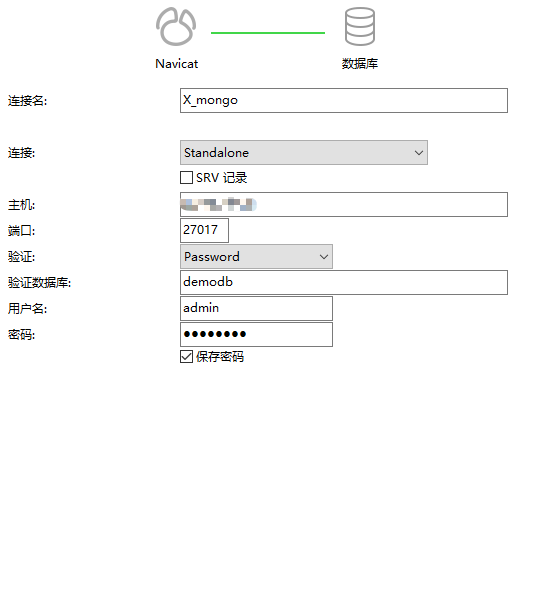 Navicat 数据库
连接名: X_mongo
连接: Standalone
SRV 记录
主机:
端口: 27017
验证: Password
验证数据库: demodb
用户名: admin
密码: ●●●●●●●●
保存密码